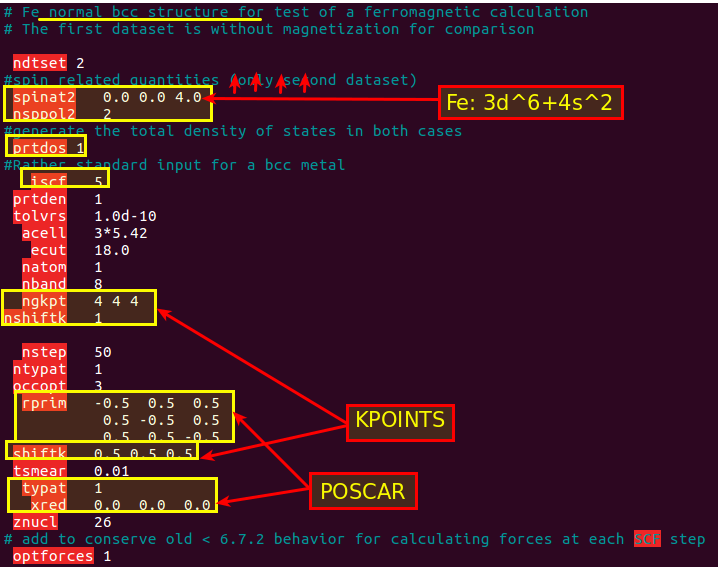 # Fe normal bcc structure for test of a ferromagnetic calculation
# The first dataset is without magnetization for comparison
ndtset 2
#spin related quantities (only second dataset)
spinat2 0.0 0.0 4.0
Fe: 3d^6+4s^2
nsppol2 2
#generate the total density of states in both cases
prtdos 1
#Rather standard input for a bcc metal
iscf 5
prtden 1
tolvrs 1.0d-10
acell 3*5.42
ecut 18.0
natom 1
nband 8
ngkpt 4 4 4
nshiftk 1
nstep 50
ntypat 1
occopt 3
rprim -0.5 0.5 0.5
0.5 -0.5 0.5
0.5 0.5 -0.5
KPOINTS
shiftk 0.5 0.5 0.5
tsmear 0.01
typat 1
POSCAR
xred 0.0 0.0 0.0
znucl 26
# add to conserve old < 6.7.2 behavior for calculating forces at each SCF step
optforces 1